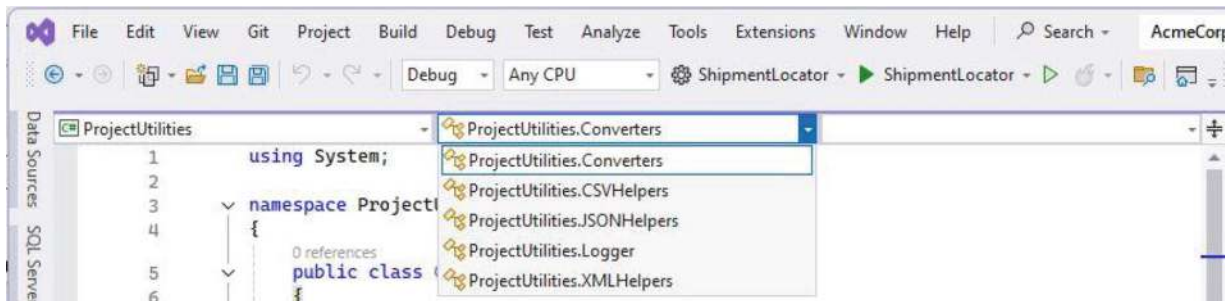 File Edit View Git Project Build Debug Test Analyze Tools Extensions Window Help Search AcmeCorp
Debug Any CPU ShipmentLocator ShipmentLocator
Data Sources
SQL Serve
C# ProjectUtilities ProjectUtilities.Converters
ProjectUtilities.Converters
ProjectUtilities.CSVHelpers
ProjectUtilities.JSONHelpers
ProjectUtilities.Logger
ProjectUtilities.XMLHelpers
1 using System;
2
3 namespace Project
4 {
0 references
5 public class
6 {